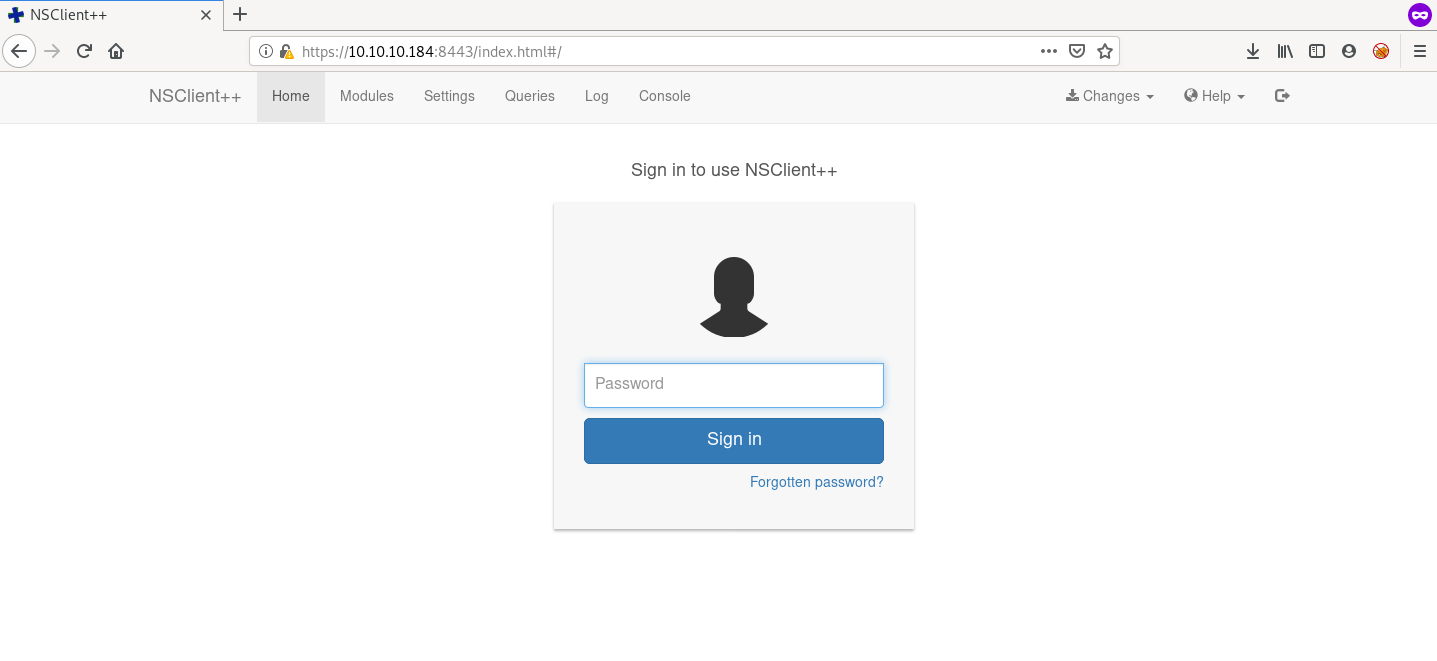 NSClient++
https://10.10.10.184:8443/index.html#/
NSClient++ Home Modules Settings Queries Log Console Changes Help
Sign in to use NSClient++
Password
Sign in
Forgotten password?